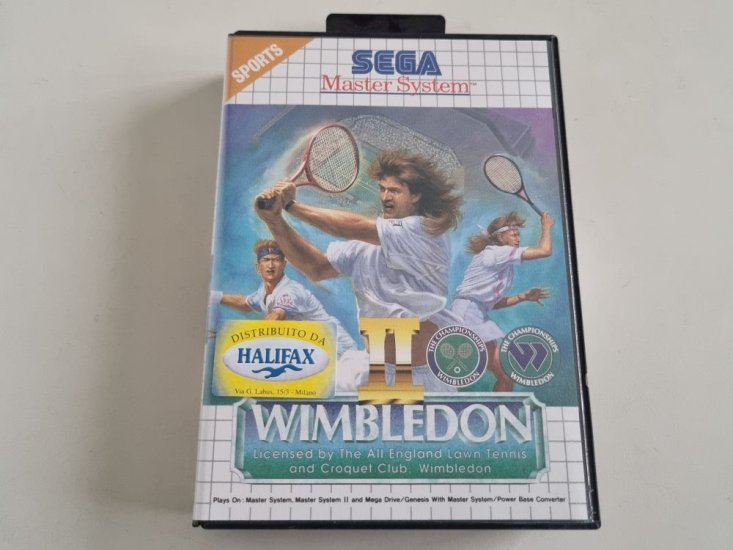 SPORTS
SEGA
Master System™
DISTRIBUITO DA
HALIFAX
Via G. Labus, 15/3 - Milano
II
THE CHAMPIONSHIPS
WIMBLEDON
THE CHAMPIONSHIPS
WIMBLEDON
WIMBLEDON
Licensed by The All England Lawn Tennis
and Croquet Club, Wimbledon
Plays On: Master System, Master System II and Mega Drive/Genesis With Master System/Power Base Converter